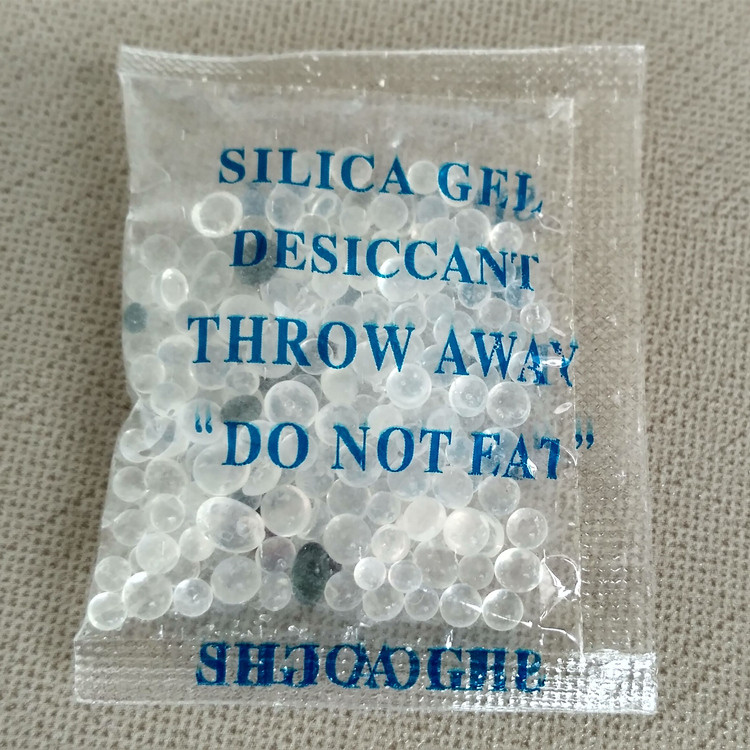 SILICA GEL
DESICCANT
THROW AWAY
"DO NOT EAT"